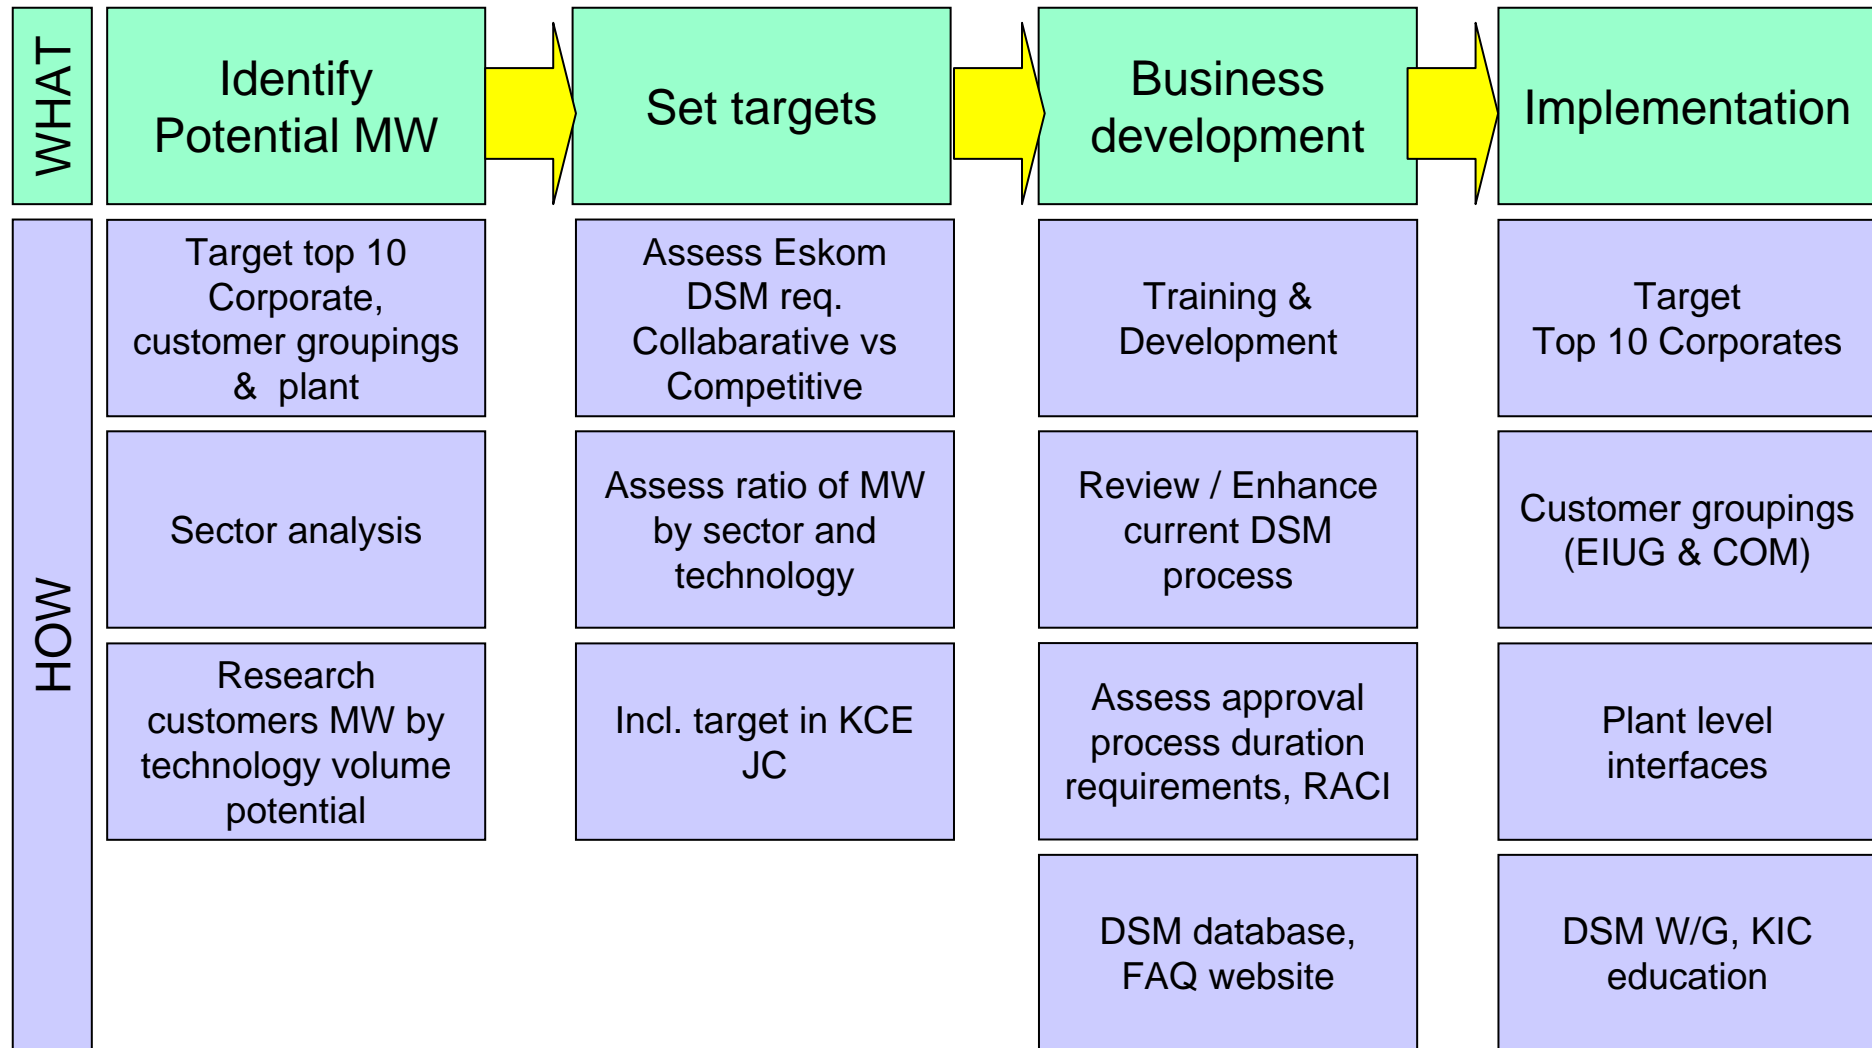 WHAT
Identify
Potential MW
Set targets
Business
development
Implementation
HOW
Target top 10
Corporate,
customer groupings
& plant
Assess Eskom
DSM req.
Collabarative vs
Competitive
Training &
Development
Target
Top 10 Corporates
Sector analysis
Assess ratio of MW
by sector and
technology
Review / Enhance
current DSM
process
Customer groupings
(EIUG & COM)
Research
customers MW by
technology volume
potential
Incl. target in KCE
JC
Assess approval
process duration
requirements, RACI
Plant level
interfaces
DSM database,
FAQ website
DSM W/G, KIC
education